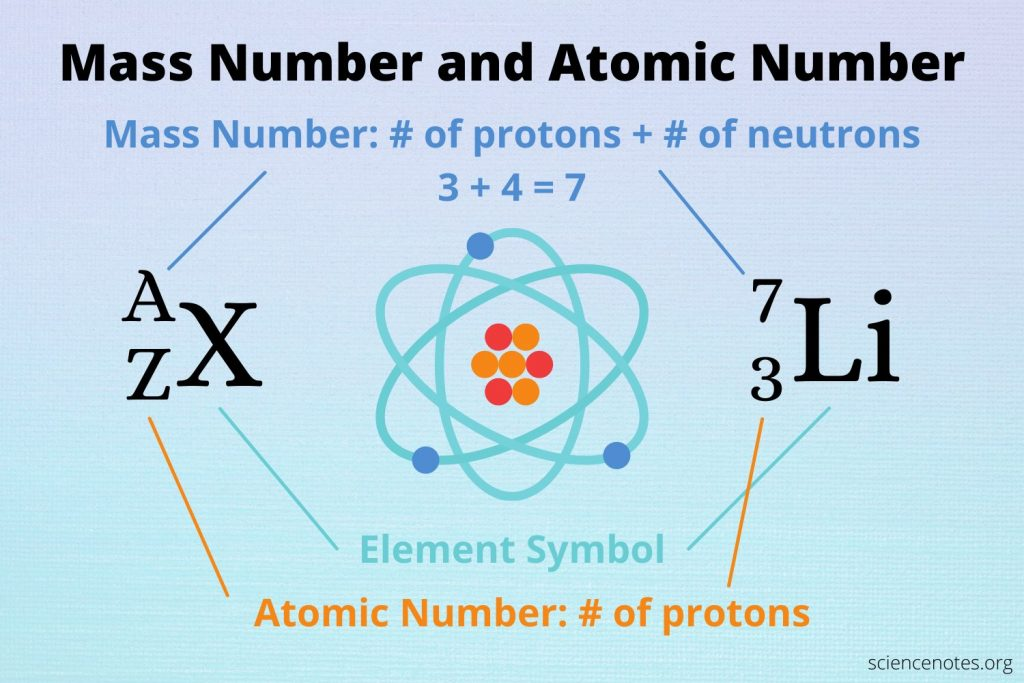 Mass Number and Atomic Number
Mass Number: # of protons + # of neutrons
3 + 4 = 7
A
Z
X
7
3
Li
Element Symbol
Atomic Number: # of protons
sciencenotes.org